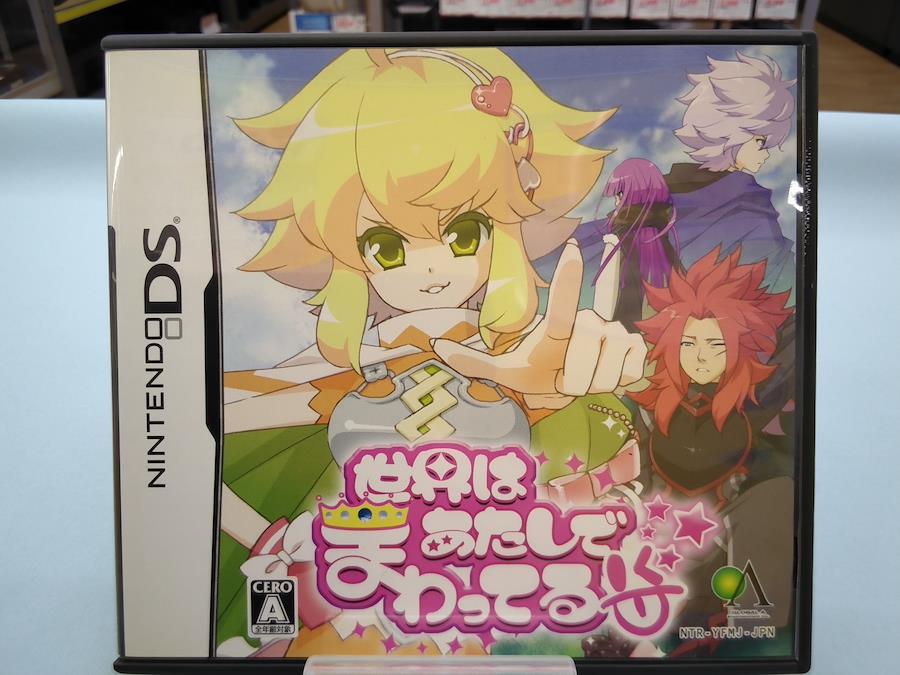 NINTENDO DS®
世界は
あたしで
まわってる
CERO
A
全年齢対象
GLOBAL A
NTR-YFMJ-JPN